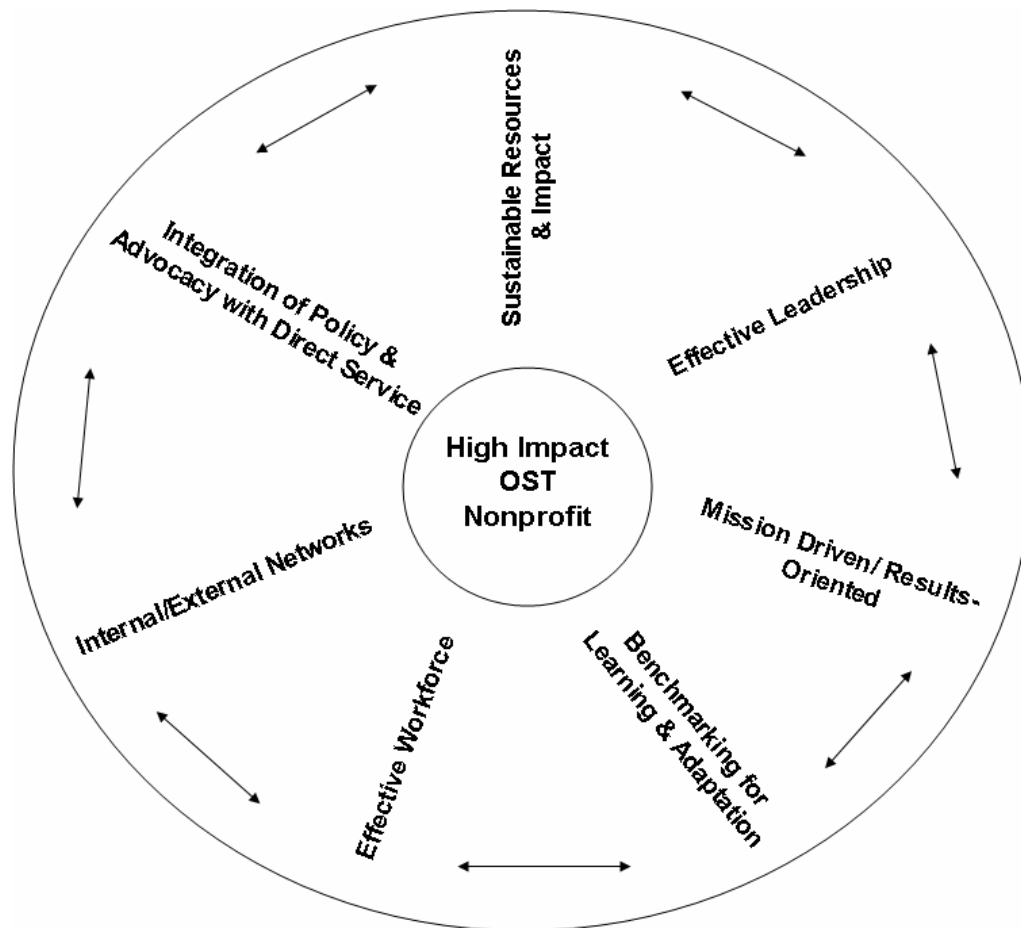 Sustainable Resources
& Impact
Effective Leadership
Mission Driven/ Results-
Oriented
Benchmarking for
Learning & Adaptation
Effective Workforce
Internal/External Networks
Integration of Policy &
Advocacy with Direct Service
High Impact
OST
Nonprofit